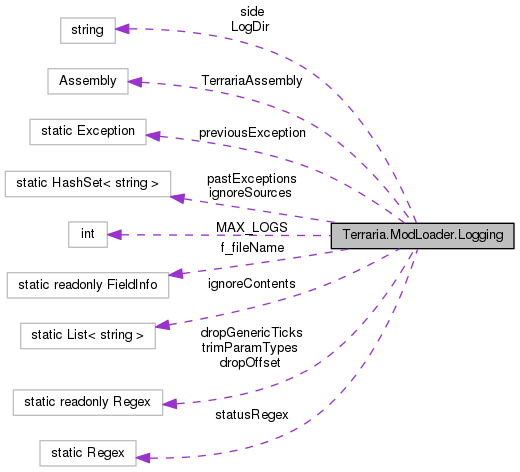 side
LogDir
string
TerrariaAssembly
Assembly
previousException
static Exception
pastExceptions
ignoreSources
static HashSet< string >
MAX_LOGS
int
Terraria.ModLoader.Logging
f_fileName
static readonly FieldInfo
ignoreContents
static List< string >
dropGenericTicks
trimParamTypes
dropOffset
static readonly Regex
statusRegex
static Regex